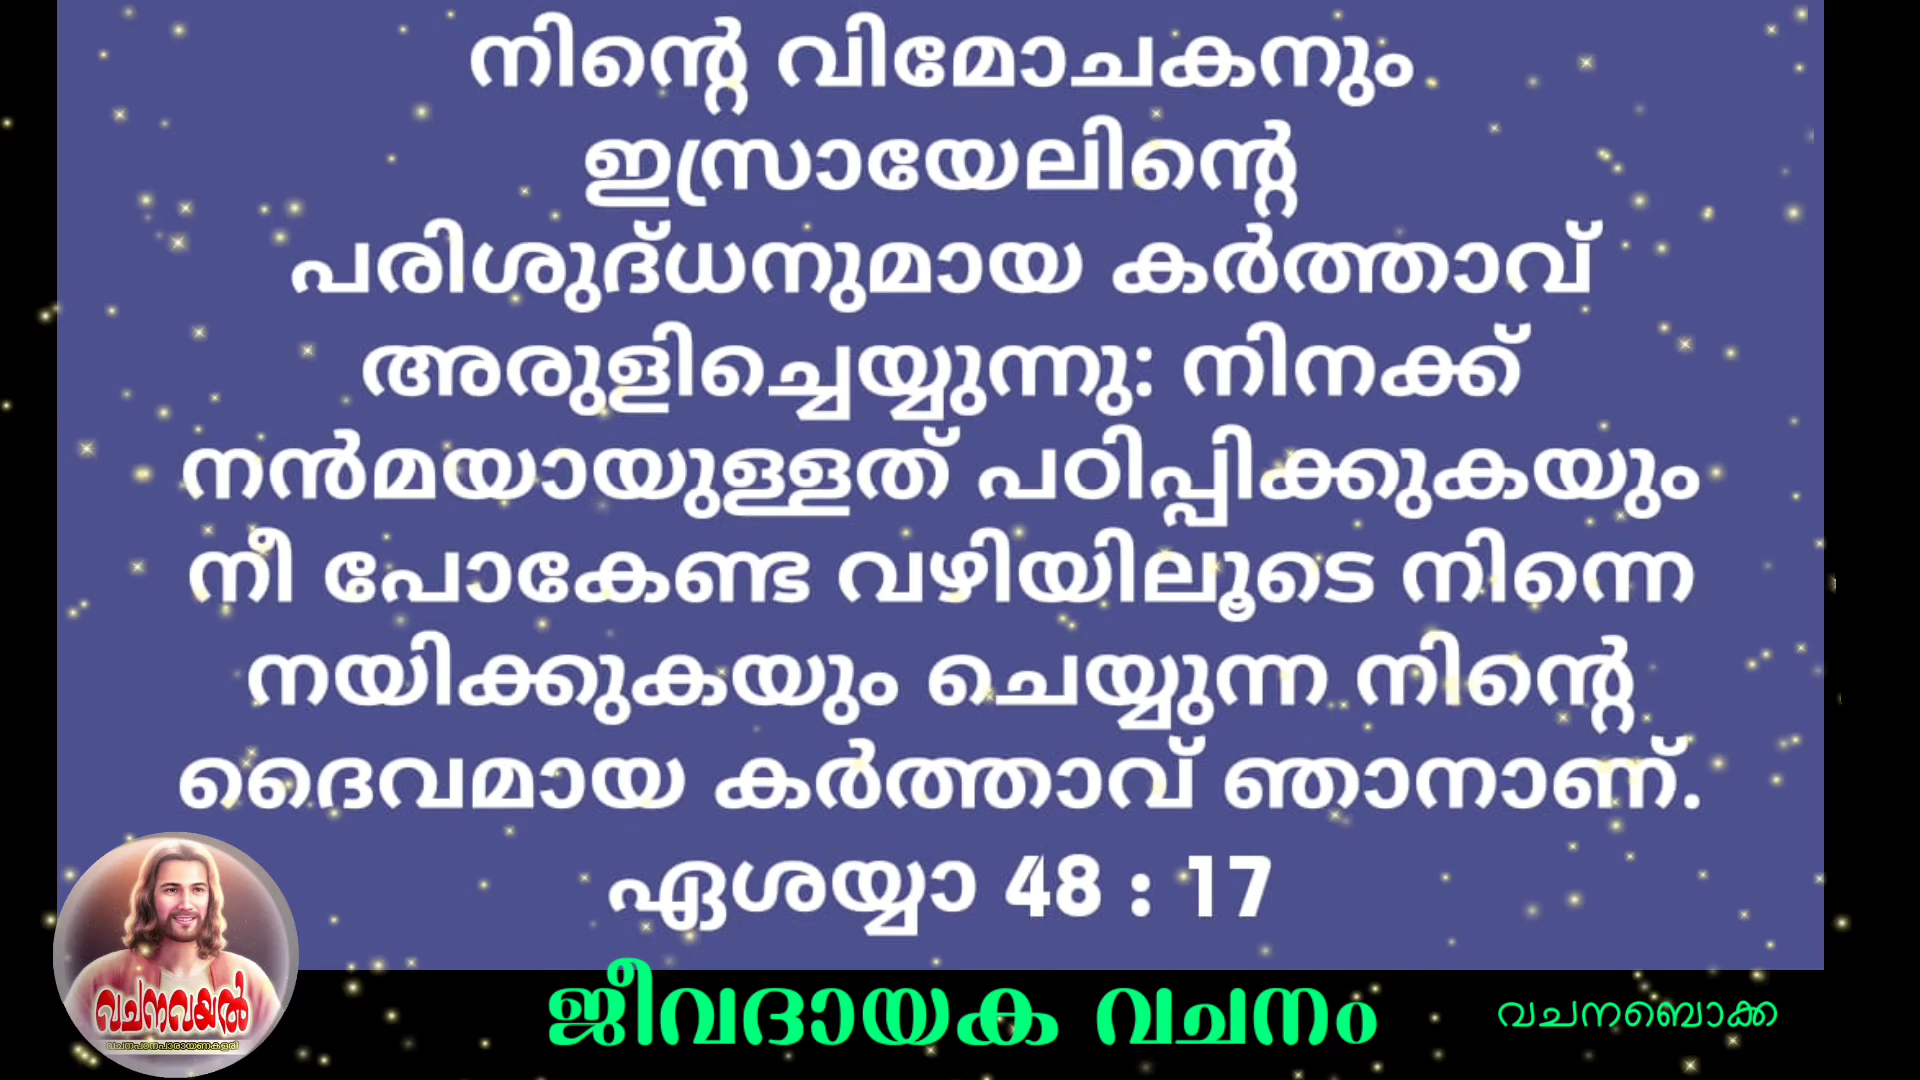 നിന്റെ വിമോചകനും
ഇസ്രായേലിന്റെ
പരിശുദ്ധനുമായ കർത്താവ്
അരുളിച്ചെയ്യുന്നു: നിനക്ക്
നൻമയായുള്ളത് പഠിപ്പിക്കുകയും
നീ പോകേണ്ട വഴിയിലൂടെ നിന്നെ
നയിക്കുകയും ചെയ്യുന്ന നിന്റെ
ദൈവമായ കർത്താവ് ഞാനാണ്.
ഏശയ്യാ 48 : 17
വചനവയൽ
ജീവദായക വചനം
വചനബൊക്ക